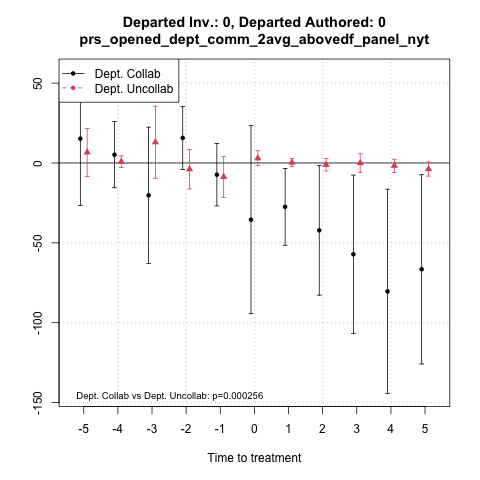 Departed Inv.: 0, Departed Authored: 0
prs_opened_dept_comm_2avg_abovedf_panel_nyt
Dept. Collab
Dept. Uncollab
50
0
-50
-100
-150
Dept. Collab vs Dept. Uncollab: p=0.000256
-5 -4 -3 -2 -1 0 1 2 3 4 5
Time to treatment